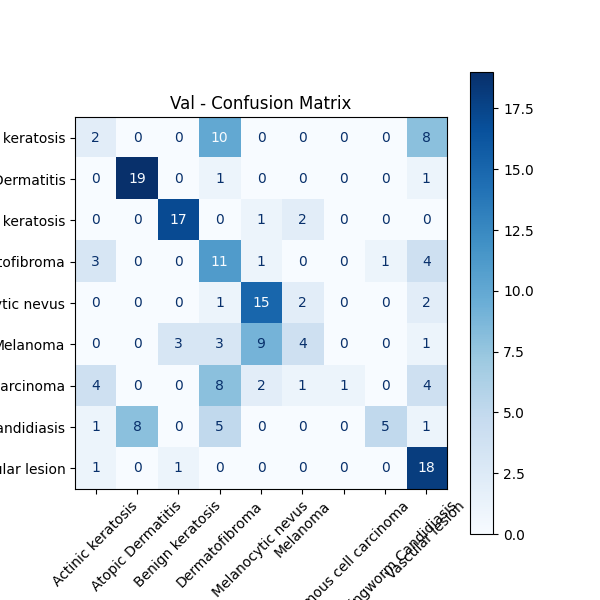 Val - Confusion Matrix
keratosis 2 0 0 10 0 0 0 0 8
Dermatitis 0 19 0 1 0 0 0 0 1
keratosis 0 0 17 0 1 2 0 0 0
tofibroma 3 0 0 11 1 0 0 1 4
tic nevus 0 0 0 1 15 2 0 0 2
Melanoma 0 0 3 3 9 4 0 0 1
arcinoma 4 0 0 8 2 1 1 0 4
andidiasis 1 8 0 5 0 0 0 5 1
ular lesion 1 0 1 0 0 0 0 0 18
Actinic keratosis
Atopic Dermatitis
Benign keratosis
Dermatofibroma
Melanocytic nevus
Melanoma
mous cell carcinoma
ngworm Candidiasis
Vascular lesion
17.5
15.0
12.5
10.0
7.5
5.0
2.5
0.0